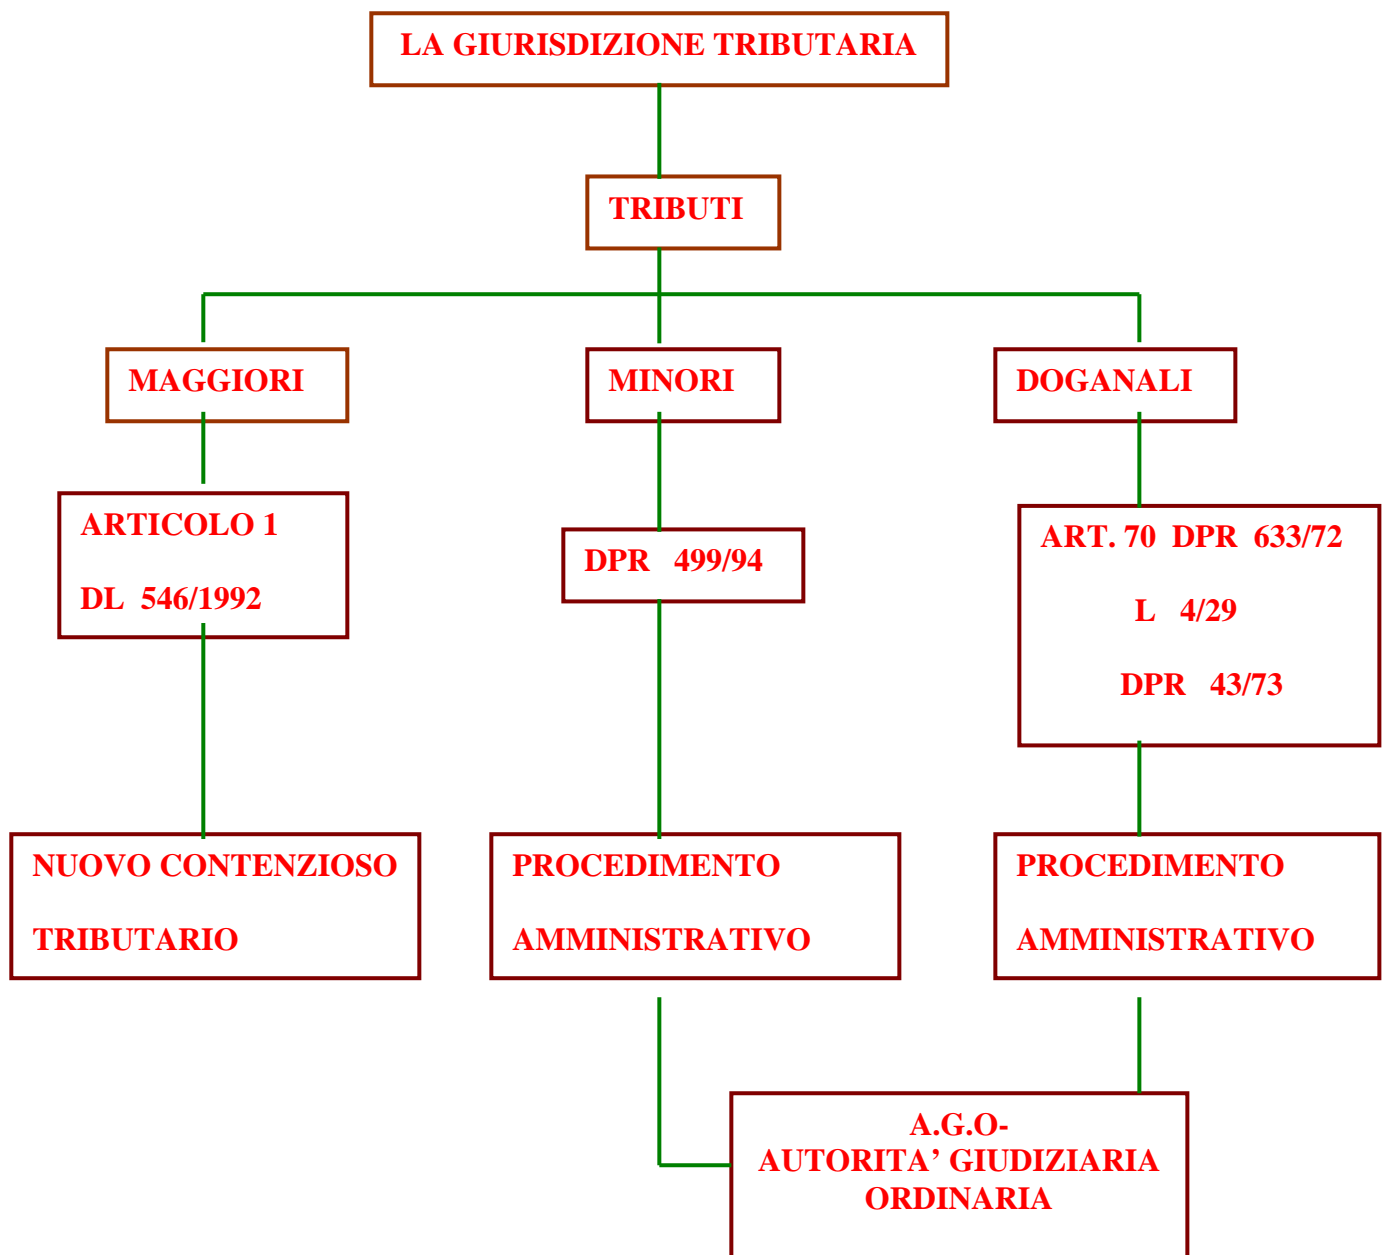 LA GIURISDIZIONE TRIBUTARIA
TRIBUTI
MAGGIORI
MINORI
DOGANALI
ARTICOLO 1
DL 546/1992
DPR 499/94
ART. 70 DPR 633/72
L 4/29
DPR 43/73
NUOVO CONTENZIOSO
TRIBUTARIO
PROCEDIMENTO
AMMINISTRATIVO
PROCEDIMENTO
AMMINISTRATIVO
A.G.O-
AUTORITA’ GIUDIZIARIA
ORDINARIA